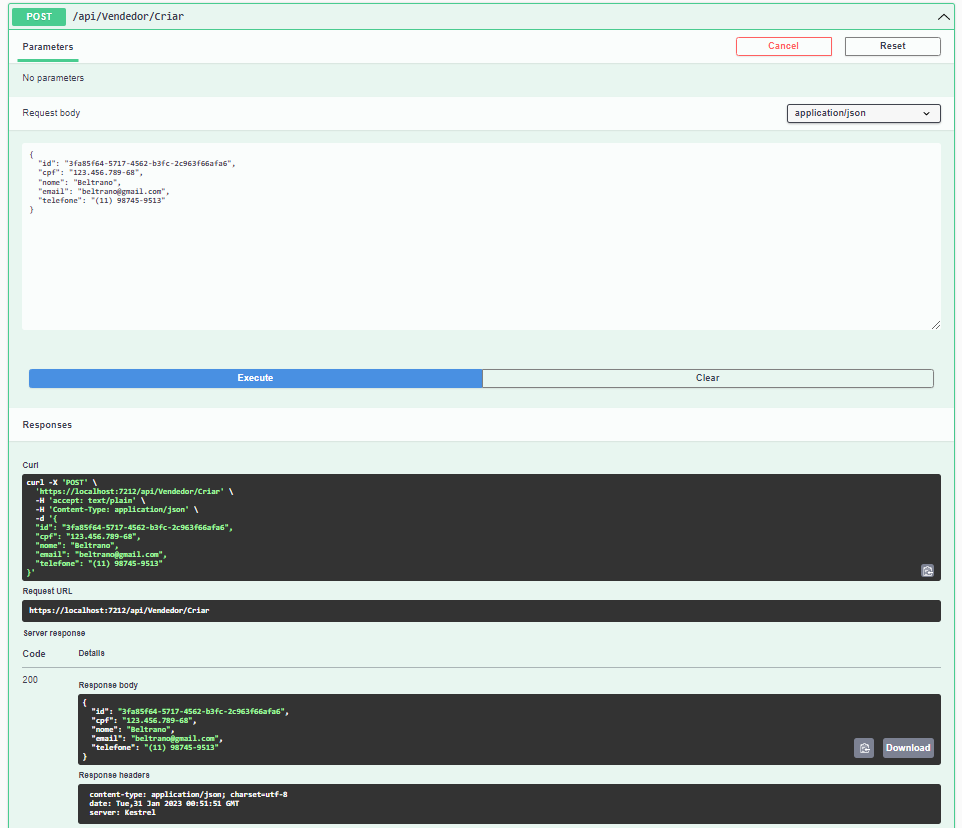 POST /api/Vendedor/Criar
Parameters
Cancel
Reset
No parameters
Request body
application/json
{
"id": "3fa85f64-5717-4562-b3fc-2c963f66afa6",
"cpf": "123.456.789-68",
"nome": "Beltrano",
"email": "beltrano@gmail.com",
"telefone": "(11) 98745-9513"
}
Execute
Clear
Responses
Curl
curl -X 'POST' \
'https://localhost:7212/api/Vendedor/Criar' \
-H 'accept: text/plain' \
-H 'Content-Type: application/json' \
-d '{
"id": "3fa85f64-5717-4562-b3fc-2c963f66afa6",
"cpf": "123.456.789-68",
"nome": "Beltrano",
"email": "beltrano@gmail.com",
"telefone": "(11) 98745-9513"
}'
Request URL
https://localhost:7212/api/Vendedor/Criar
Server response
Code
Details
200
Response body
{
"id": "3fa85f64-5717-4562-b3fc-2c963f66afa6",
"cpf": "123.456.789-68",
"nome": "Beltrano",
"email": "beltrano@gmail.com",
"telefone": "(11) 98745-9513"
}
Download
Response headers
content-type: application/json; charset=utf-8
date: Tue,31 Jan 2023 00:51:51 GMT
server: Kestrel